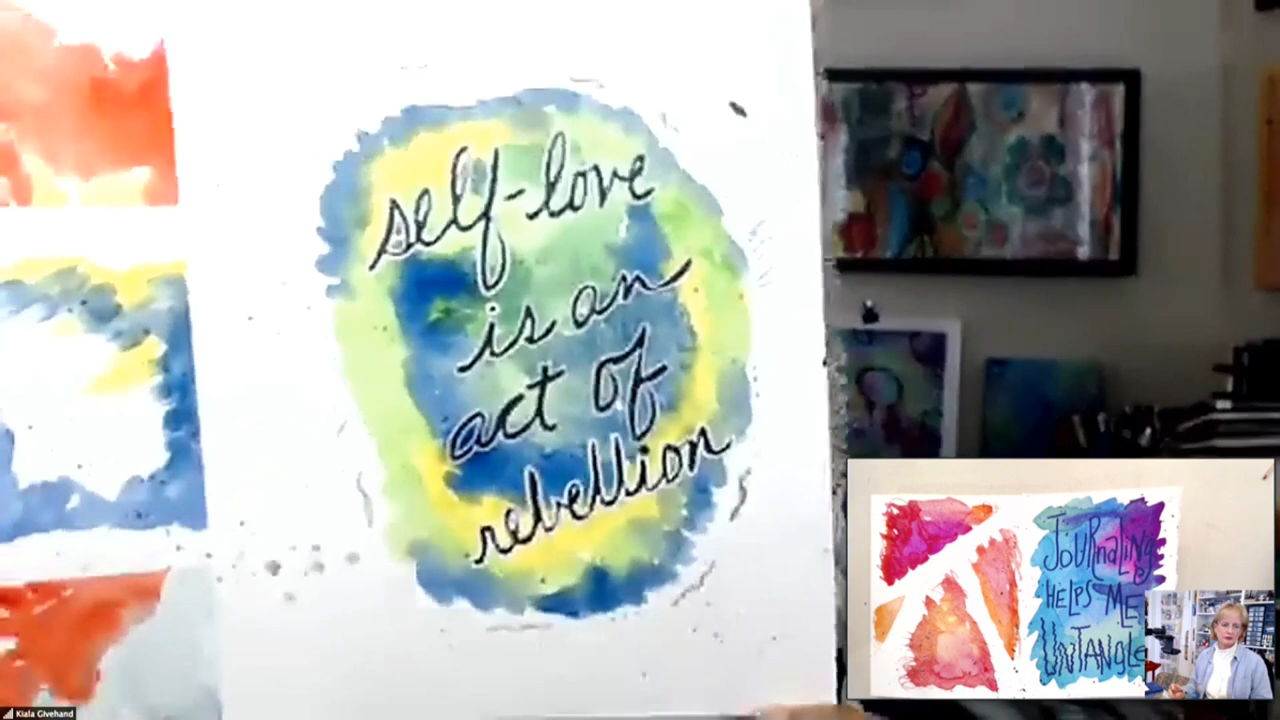 self-love
is an
act of
rebellion
JOURNALING
HELPS ME
UNTANGLE
Kiala Givehand